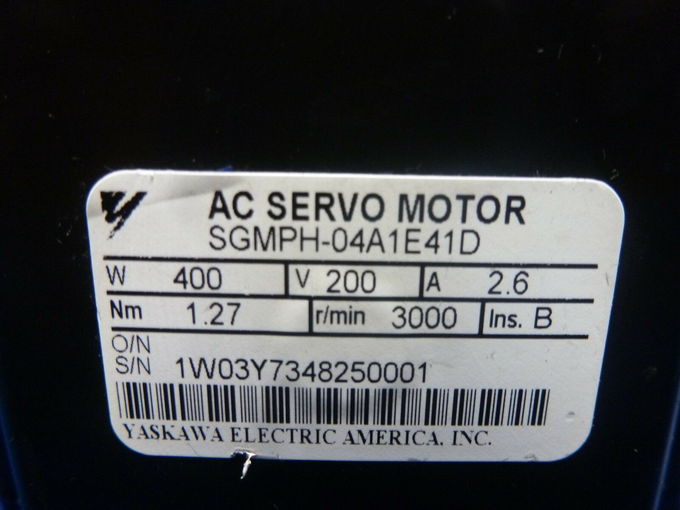 AC SERVO MOTOR
SGMPH-04A1E41D
W 400 V 200 A 2.6
Nm 1.27 r/min 3000 Ins. B
O/N
S/N 1W03Y7348250001
YASKAWA ELECTRIC AMERICA, INC.